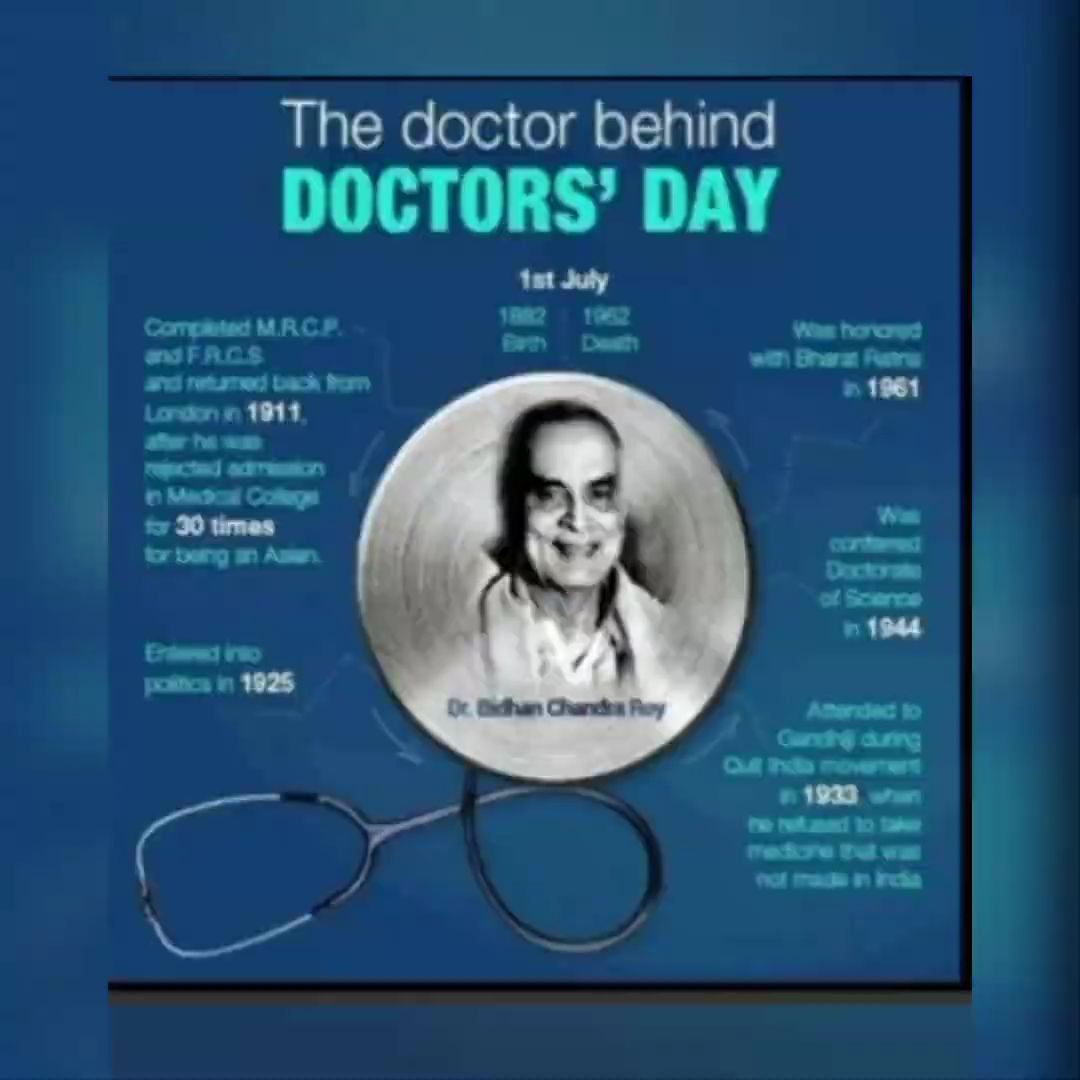 The doctor behind
DOCTORS' DAY
1st July
1882
Birth
1962
Death
Completed M.R.C.P.
and F.R.C.S
and returned back from
London in 1911,
after he was
rejected admission
in Medical College
for 30 times
for being an Asian.
Entered into
politics in 1925
Was honored
with Bharat Ratna
in 1961
Was
conferred
Doctorate
of Science
in 1944
Attended to
Gandhiji during
Quit India movement
in 1933, when
he refused to take
medicine that was
not made in India
Dr. Bidhan Chandra Roy